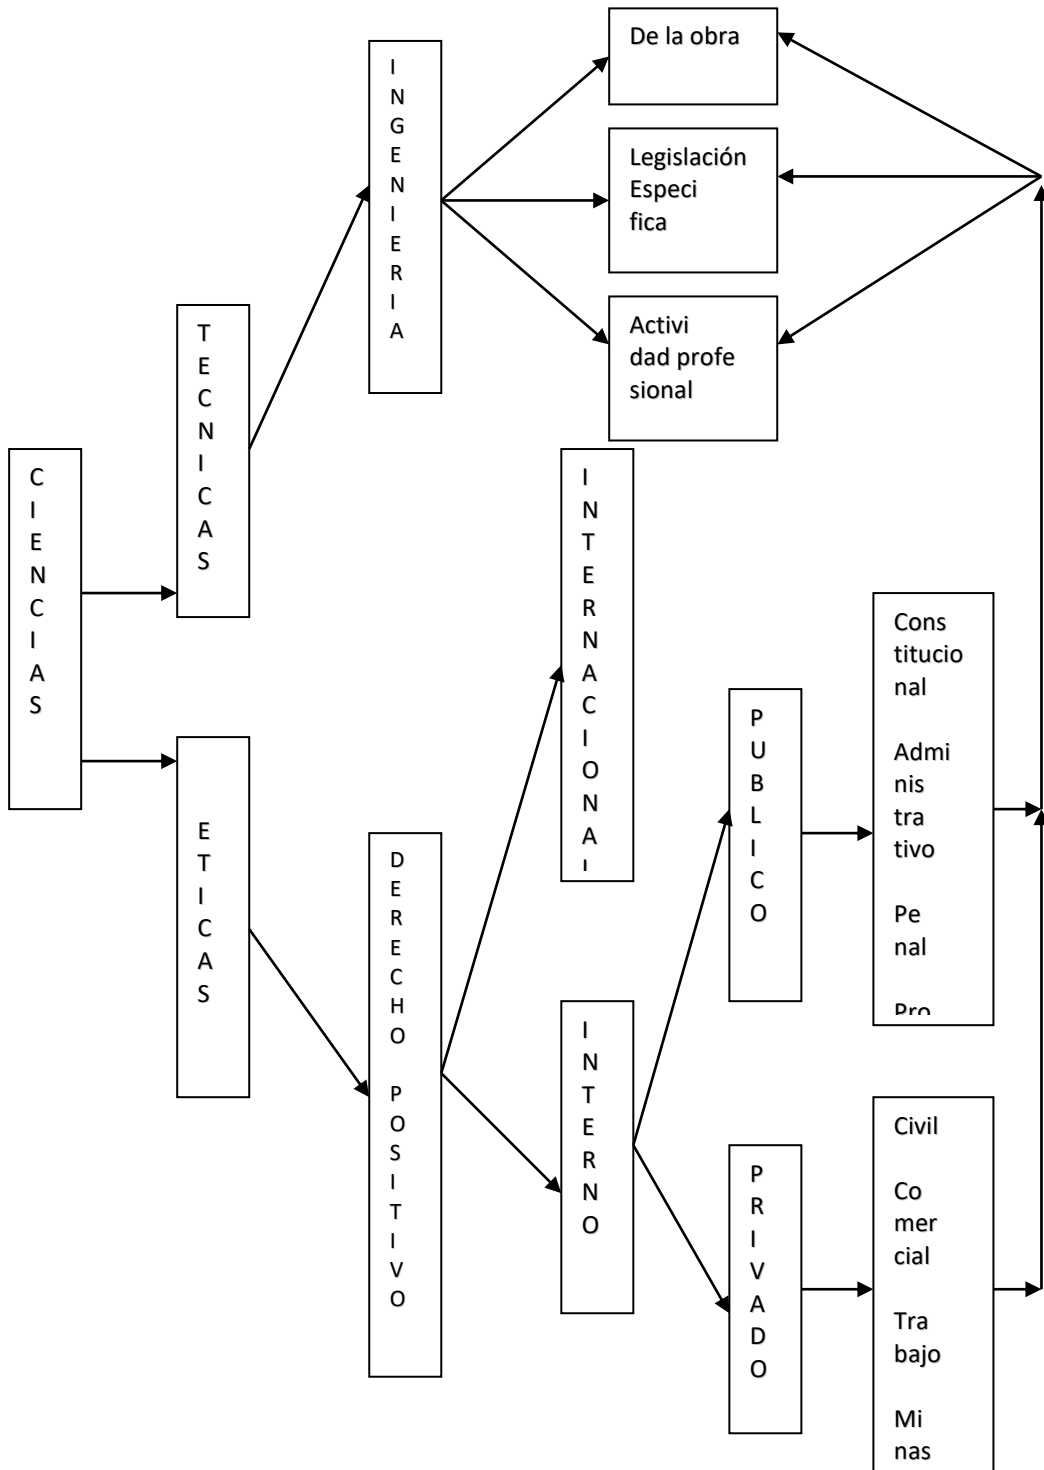 De la obra
Legislación
Especi
fica
Activi
dad profe
sional
INGENIERIA
TECNICAS
CIENCIAS
ETICAS
DERECHO POSITIVO
INTERNACIONAL
INTERNO
PUBLICO
PRIVADO
Cons
titucio
nal
Admi
nis
tra
tivo
Pe
nal
Pro
Civil
Co
mer
cial
Tra
bajo
Mi
nas